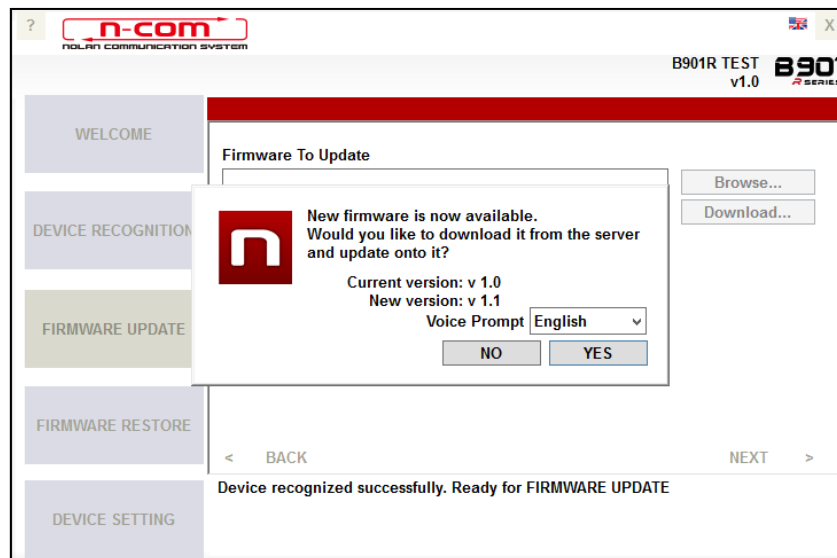 ?
n-com
NOLAN COMMUNICATION SYSTEM
X
B901R TEST
v1.0
B901
R SERIES
WELCOME
DEVICE RECOGNITION
FIRMWARE UPDATE
FIRMWARE RESTORE
DEVICE SETTING
Firmware To Update
Browse...
Download...
n
New firmware is now available.
Would you like to download it from the server
and update onto it?
Current version: v 1.0
New version: v 1.1
Voice Prompt English
NO YES
< BACK NEXT >
Device recognized successfully. Ready for FIRMWARE UPDATE